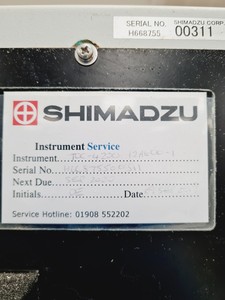 SERIAL NO. SHIMADZU CORP.
H668755 00311
SHIMADZU
Instrument Service
Instrument
Serial No.
Next Due
Initials Date
Service Hotline: 01908 552202